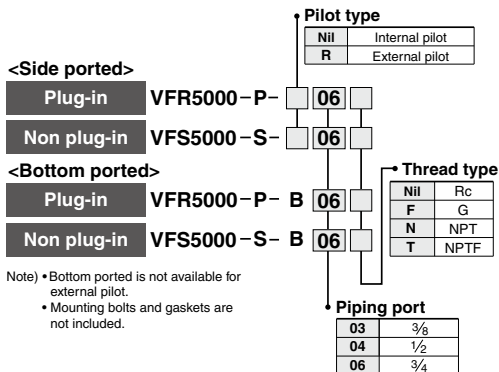 Pilot type
Nil Internal pilot
R External pilot
<Side ported>
Plug-in VFR5000-P- 06
Non plug-in VFS5000-S- 06
<Bottom ported>
Plug-in VFR5000-P- B 06
Non plug-in VFS5000-S- B 06
Thread type
Nil Rc
F G
N NPT
T NPTF
Note) • Bottom ported is not available for
external pilot.
• Mounting bolts and gaskets are
not included.
Piping port
03 3/8
04 1/2
06 3/4